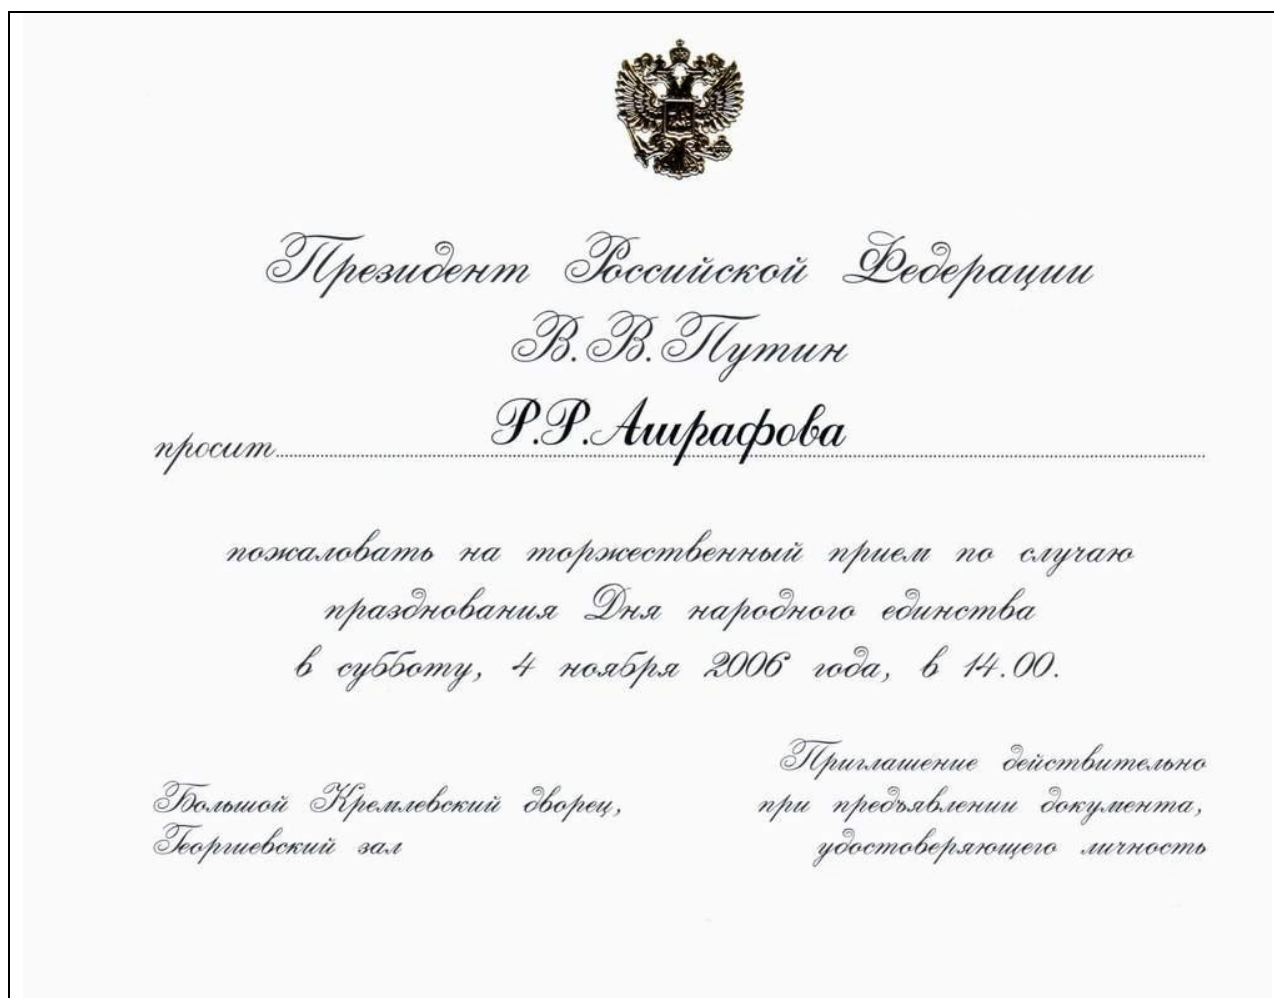 Президент Российской Федерации
В.В.Путин
просит Р.Р.Ашрафова
пожаловать на торжественный прием по случаю
празднования Дня народного единства
в субботу, 4 ноября 2006 года, в 14.00.
Большой Кремлевский дворец,
Георгиевский зал
Приглашение действительно
при предъявлении документа,
удостоверяющего личность